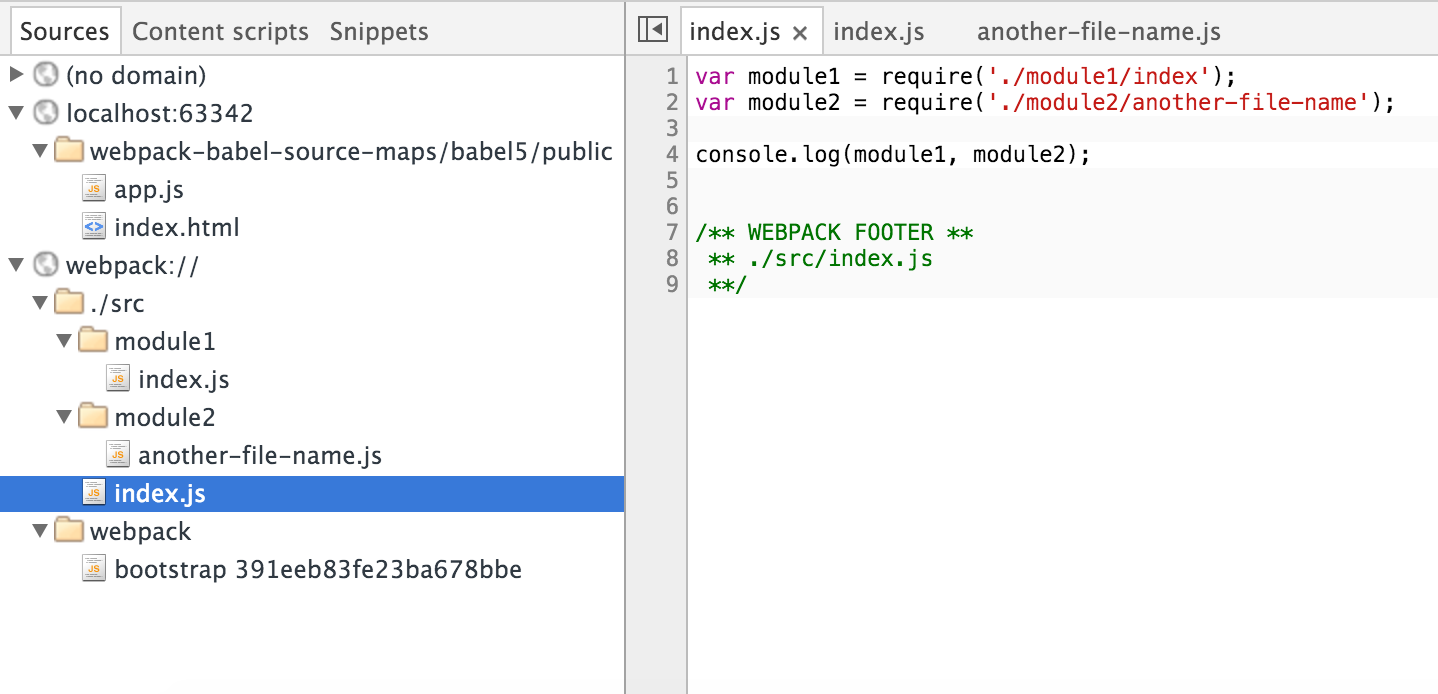 Sources Content scripts Snippets
(no domain)
localhost:63342
webpack-babel-source-maps/babel5/public
app.js
index.html
webpack://
./src
module1
index.js
module2
another-file-name.js
index.js
webpack
bootstrap 391eeb83fe23ba678bbe
index.js × index.js another-file-name.js
1 var module1 = require('./module1/index');
2 var module2 = require('./module2/another-file-name');
3
4 console.log(module1, module2);
5
6
7 /** WEBPACK FOOTER **
8  ** ./src/index.js
9  **/